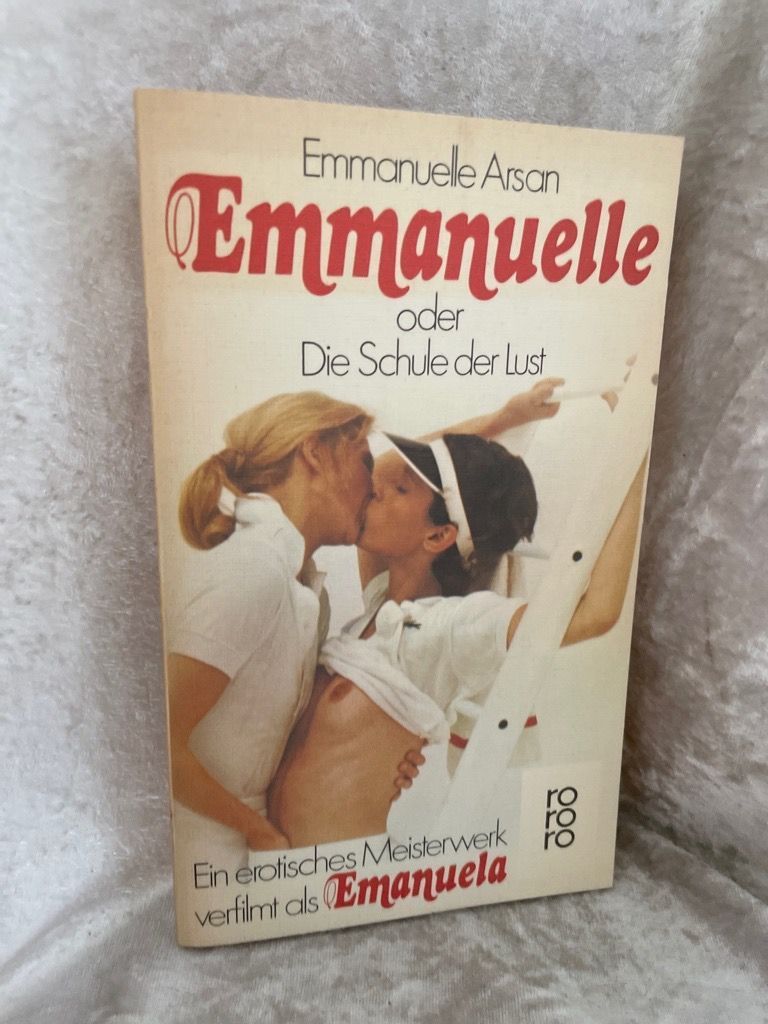 Emmanuelle Arsan
Emmanuelle
oder
Die Schule der Lust
ro
ro
ro
Ein erotisches Meisterwerk
verfilmt als Emanuela